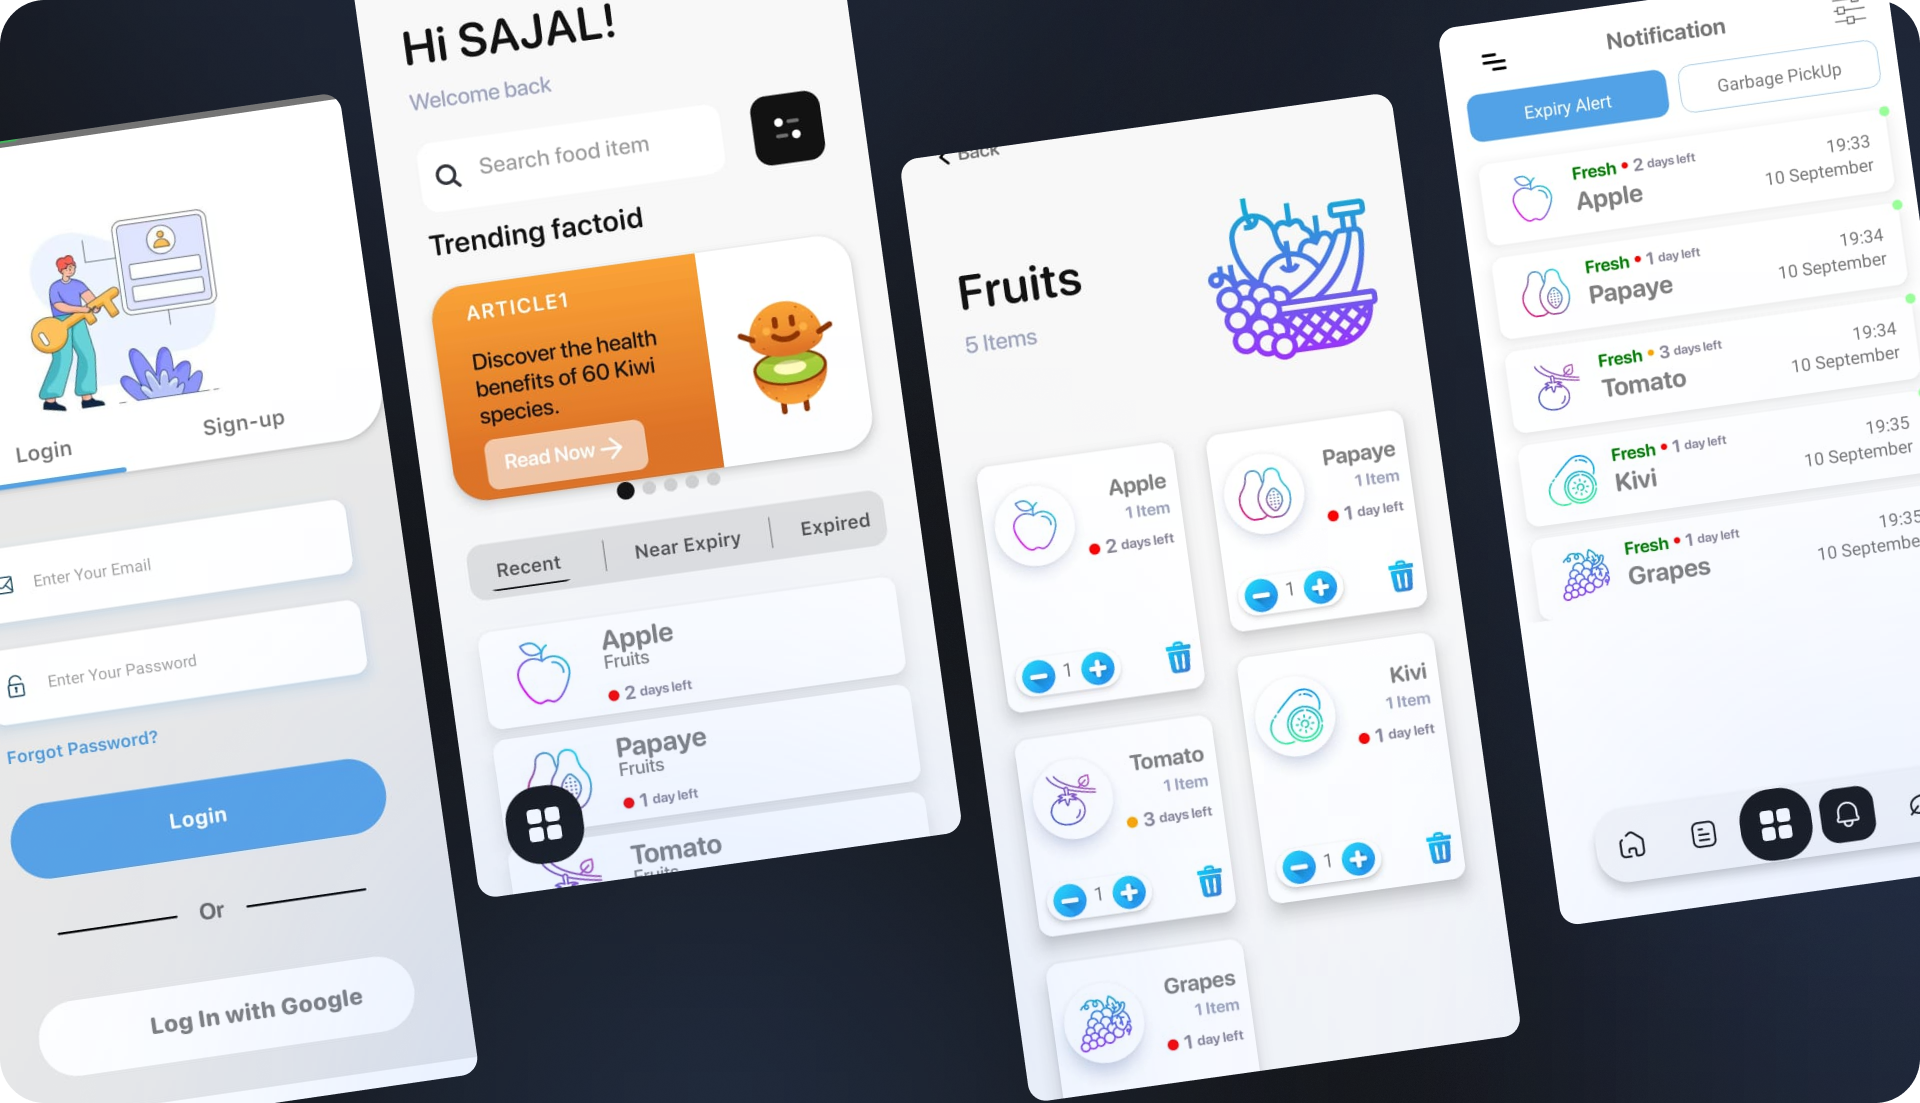 Login
Sign-up
Enter Your Email
Enter Your Password
Forgot Password?
Login
Or
Log In with Google
Hi SAJAL!
Welcome back
Search food item
Trending factoid
ARTICLE1
Discover the health
benefits of 60 Kiwi
species.
Read Now
Recent
Near Expiry
Expired
Apple
Fruits
2 days left
Papaye
Fruits
1 day left
Tomato
Fruits
Back
Fruits
5 Items
Apple
1 Item
2 days left
1
Papaye
1 Item
1 day left
1
Tomato
1 Item
3 days left
1
Kivi
1 Item
1 day left
1
Grapes
1 Item
1 day left
Notification
Expiry Alert
Garbage PickUp
Fresh • 2 days left
Apple
19:33
10 September
Fresh • 1 day left
Papaye
19:34
10 September
Fresh • 3 days left
Tomato
19:34
10 September
Fresh • 1 day left
Kivi
19:35
10 September
Fresh • 1 day left
Grapes
19:35
10 Septembe